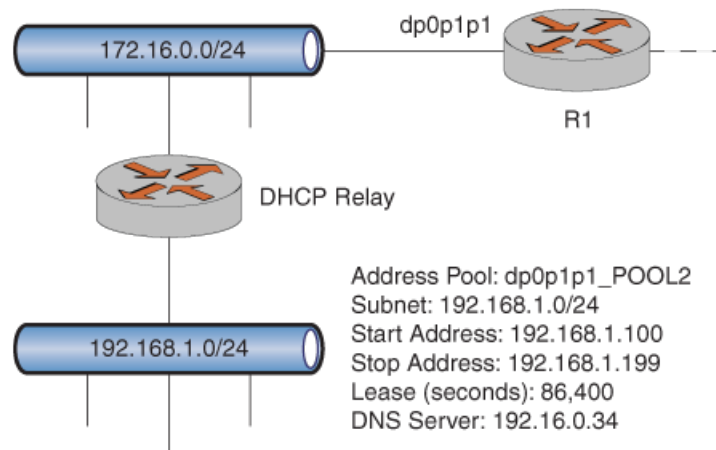 dp0p1p1
172.16.0.0/24
R1
DHCP Relay
Address Pool: dp0p1p1_POOL2
Subnet: 192.168.1.0/24
Start Address: 192.168.1.100
192.168.1.0/24
Stop Address: 192.168.1.199
Lease (seconds): 86,400
DNS Server: 192.16.0.34